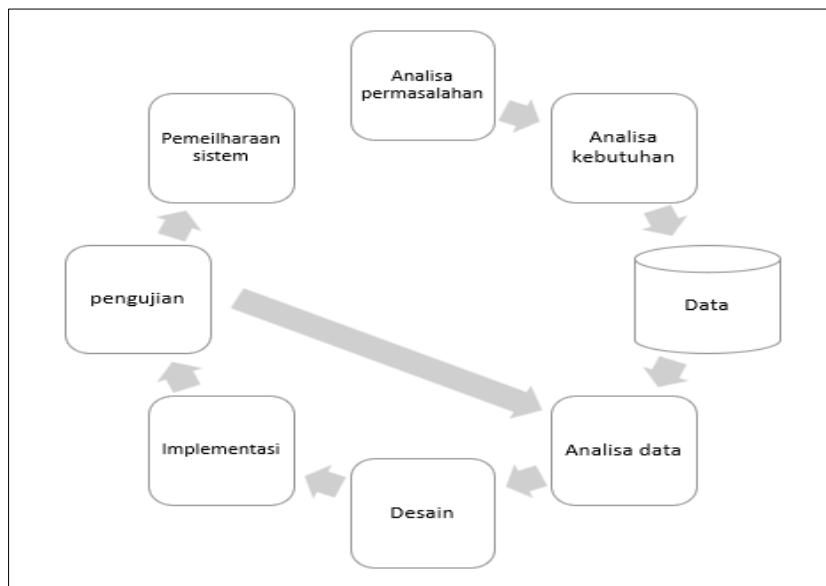 Analisa
permasalahan
Analisa
kebutuhan
Data
Analisa data
Desain
Implementasi
pengujian
Pemeilharaan
sistem